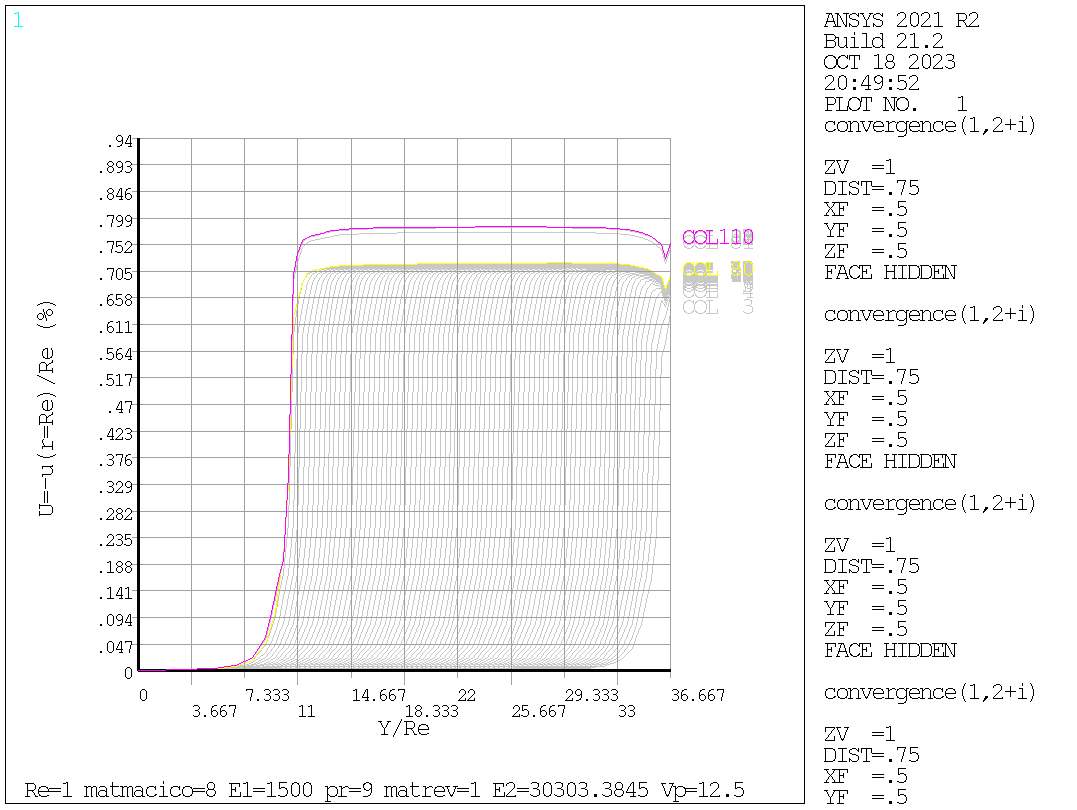 1
ANSYS 2021 R2
Build 21.2
OCT 18 2023
20:49:52
PLOT NO. 1
convergence(1,2+i)
ZV =1
DIST=.75
XF =.5
YF =.5
ZF =.5
FACE HIDDEN
convergence(1,2+i)
ZV =1
DIST=.75
XF =.5
YF =.5
ZF =.5
FACE HIDDEN
convergence(1,2+i)
ZV =1
DIST=.75
XF =.5
YF =.5
ZF =.5
FACE HIDDEN
convergence(1,2+i)
ZV =1
DIST=.75
XF =.5
YF =.5
U=-u(r=Re)/Re (%)
.94
.893
.846
.799
.752
.705
.658
.611
.564
.517
.47
.423
.376
.329
.282
.235
.188
.141
.094
.047
0
COL110
COL
COL 3
0
3.667
7.333
11
14.667
18.333
22
25.667
29.333
33
36.667
Y/Re
Re=1 matmacico=8 E1=1500 pr=9 matrev=1 E2=30303.3845 Vp=12.5